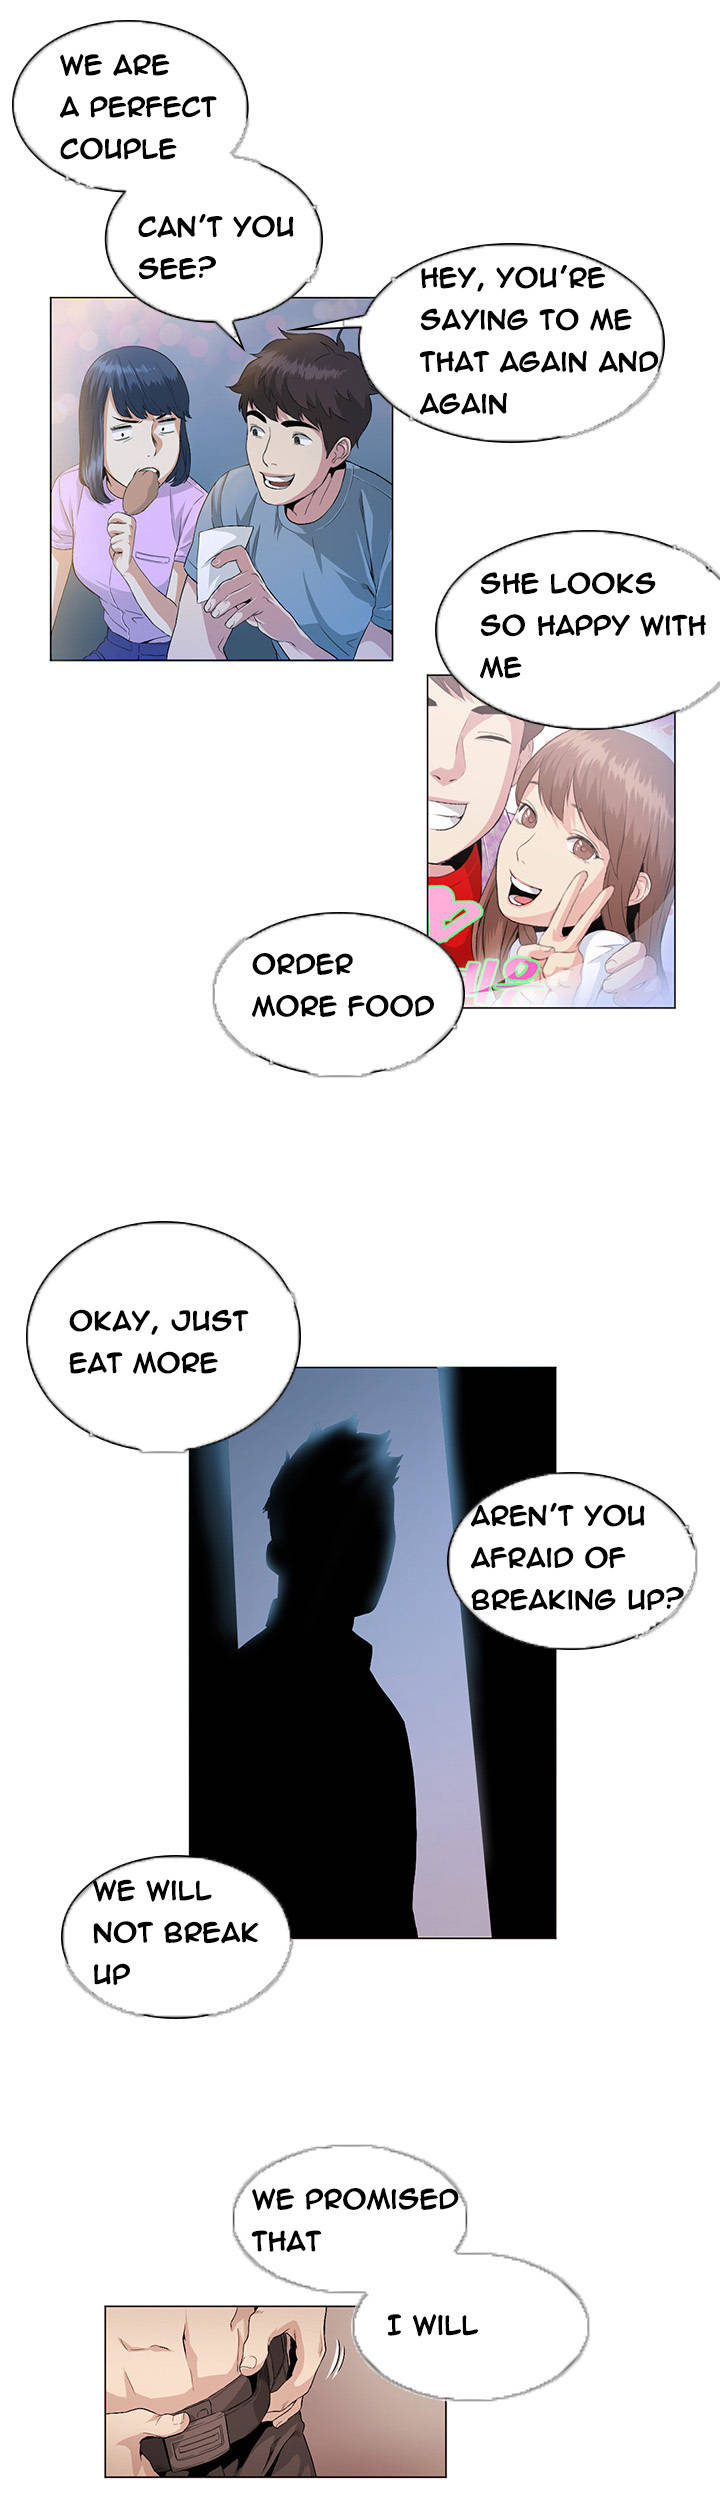 WE ARE
A PERFECT
COUPLE
CAN'T YOU
SEE?
HEY, YOU'RE
SAYING TO ME
THAT AGAIN AND
AGAIN
SHE LOOKS
SO HAPPY WITH
ME
ORDER
MORE FOOD
OKAY, JUST
EAT MORE
AREN'T YOU
AFRAID OF
BREAKING UP?
WE WILL
NOT BREAK
UP
WE PROMISED
THAT
I WILL